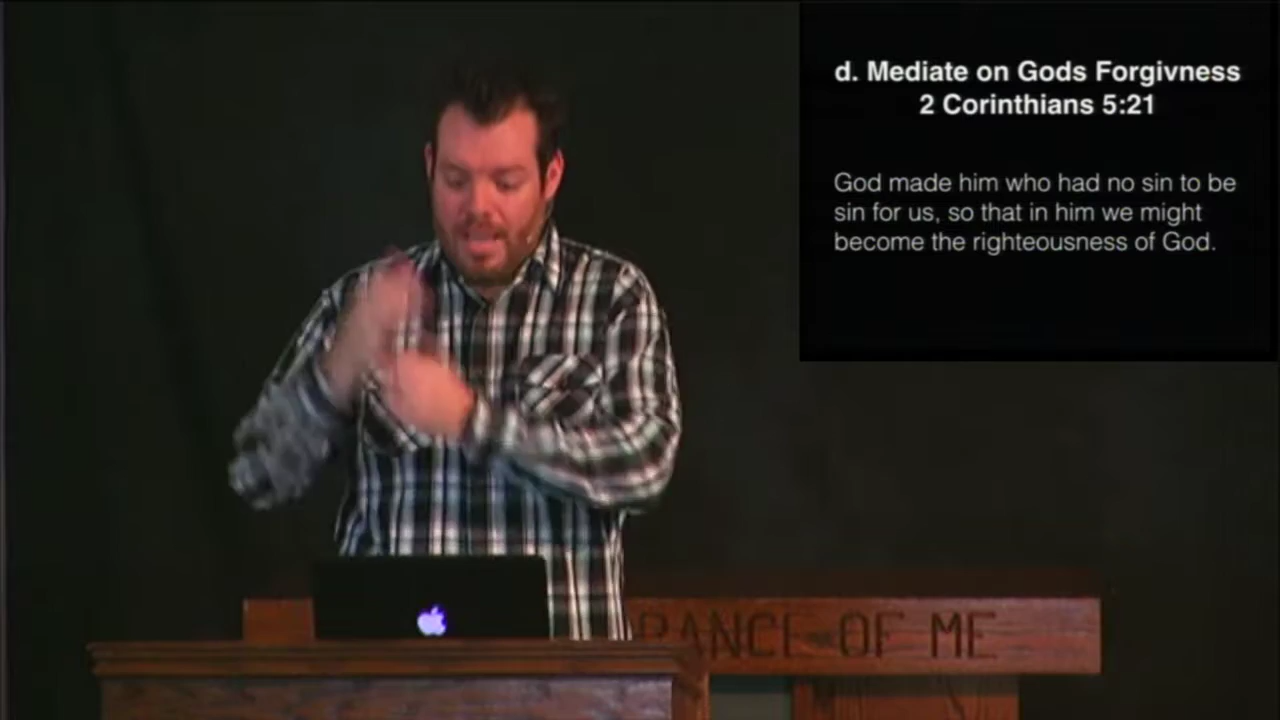 d. Mediate on Gods Forgivness
2 Corinthians 5:21
God made him who had no sin to be
sin for us, so that in him we might
become the righteousness of God.
RANCE OF ME